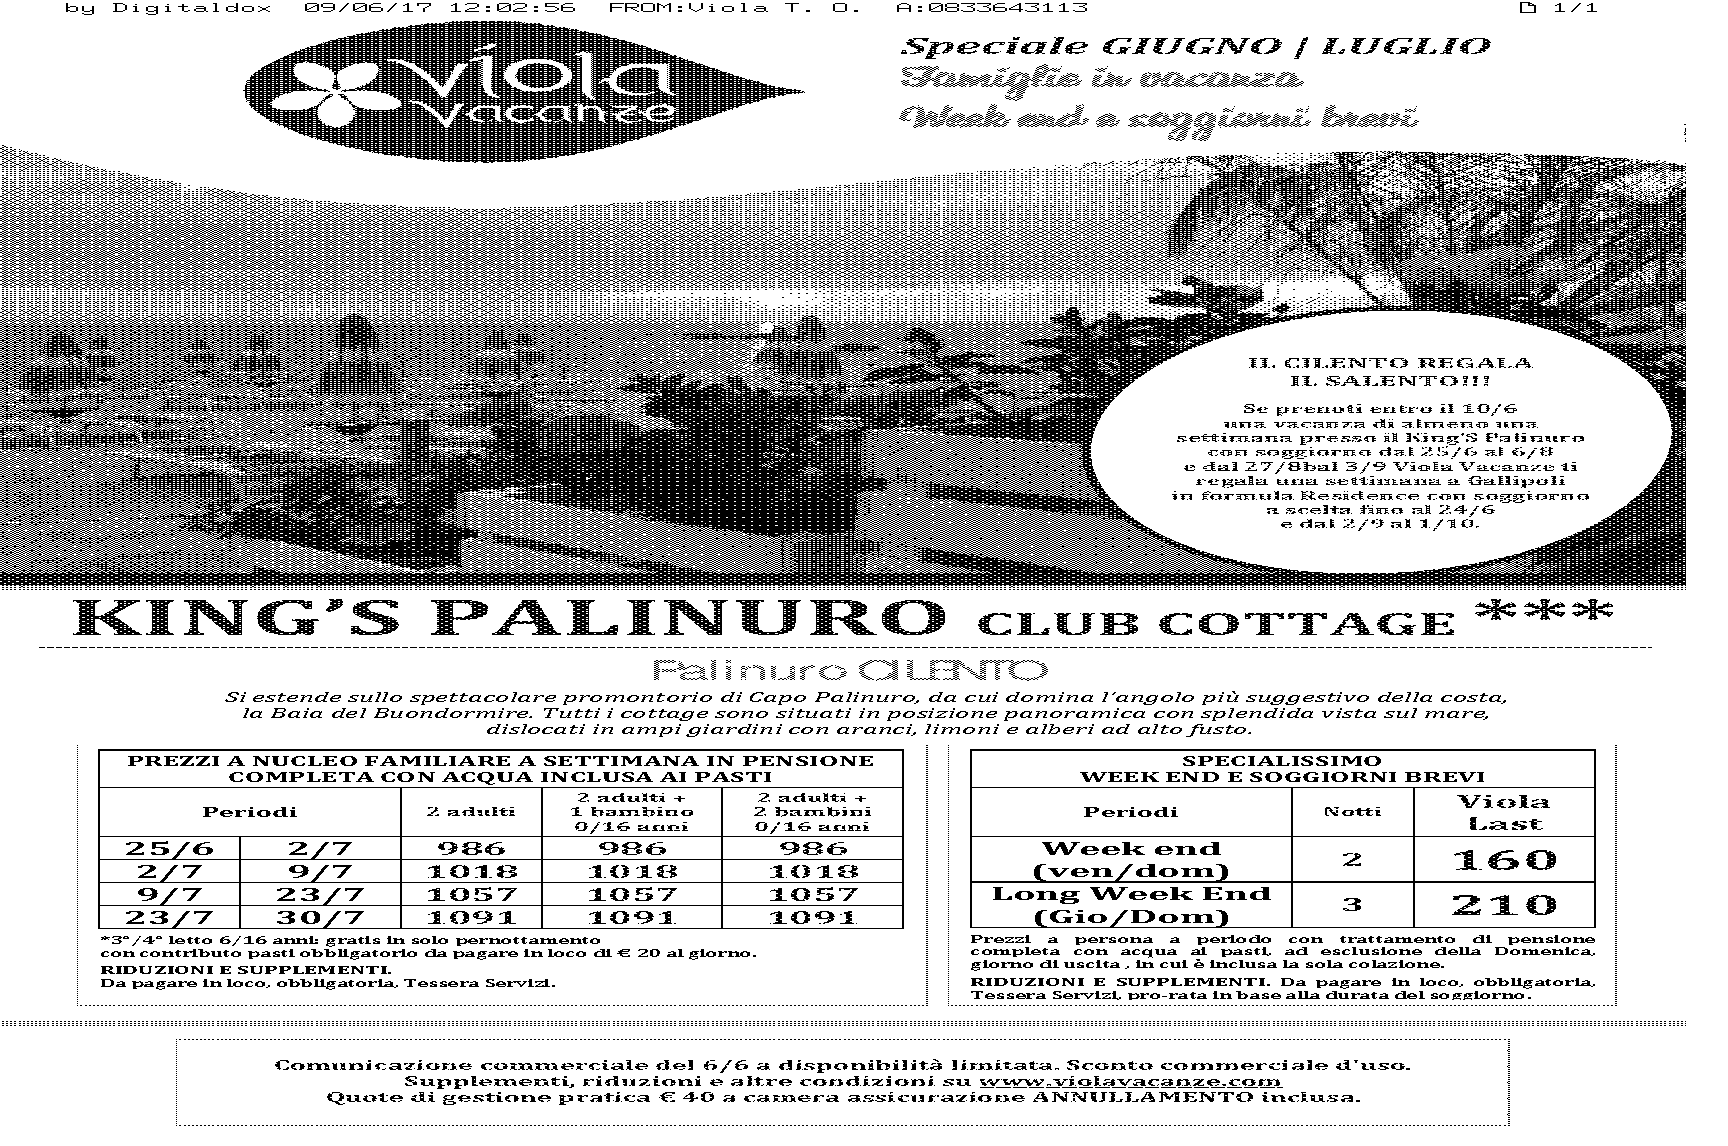 by Digitaldox 09/06/17 12:02:56 FROM:Viola T. O. A:0833643113 1/1
viola
vacanze
Speciale GIUGNO | LUGLIO
Famiglie in vacanza
Week end e soggiorni brevi
IL CILENTO REGALA
IL SALENTO!!!
Se prenoti entro il 10/6
una vacanza di almeno una
settimana presso il King'S Palinuro
con soggiorno dal 25/6 al 6/8
e dal 27/8bal 3/9 Viola Vacanze ti
regala una settimana a Gallipoli
in formula Residence con soggiorno
a scelta fino al 24/6
e dal 2/9 al 1/10.
KING'S PALINURO CLUB COTTAGE ***
Palinuro CILENTO
Si estende sullo spettacolare promontorio di Capo Palinuro, da cui domina l'angolo più suggestivo della costa,
la Baia del Buondormire. Tutti i cottage sono situati in posizione panoramica con splendida vista sul mare,
dislocati in ampi giardini con aranci, limoni e alberi ad alto fusto.
PREZZI A NUCLEO FAMILIARE A SETTIMANA IN PENSIONE
COMPLETA CON ACQUA INCLUSA AI PASTI
Periodi 2 adulti 2 adulti + 1 bambino 0/16 anni 2 adulti + 2 bambini 0/16 anni
25/6 2/7 986 986 986
2/7 9/7 1018 1018 1018
9/7 23/7 1057 1057 1057
23/7 30/7 1091 1091 1091
*3°/4° letto 6/16 anni: gratis in solo pernottamento
con contributo pasti obbligatorio da pagare in loco di € 20 al giorno.
RIDUZIONI E SUPPLEMENTI.
Da pagare in loco, obbligatoria, Tessera Servizi.
SPECIALISSIMO
WEEK END E SOGGIORNI BREVI
Periodi Notti Viola Last
Week end (ven/dom) 2 160
Long Week End (Gio/Dom) 3 210
Prezzi a persona a periodo con trattamento di pensione
completa con acqua ai pasti, ad esclusione della Domenica,
giorno di uscita , in cui è inclusa la sola colazione.
RIDUZIONI E SUPPLEMENTI. Da pagare in loco, obbligatoria,
Tessera Servizi, pro-rata in base alla durata del soggiorno.
Comunicazione commerciale del 6/6 a disponibilità limitata. Sconto commerciale d'uso.
Supplementi, riduzioni e altre condizioni su www.violavacanze.com
Quote di gestione pratica € 40 a camera assicurazione ANNULLAMENTO inclusa.